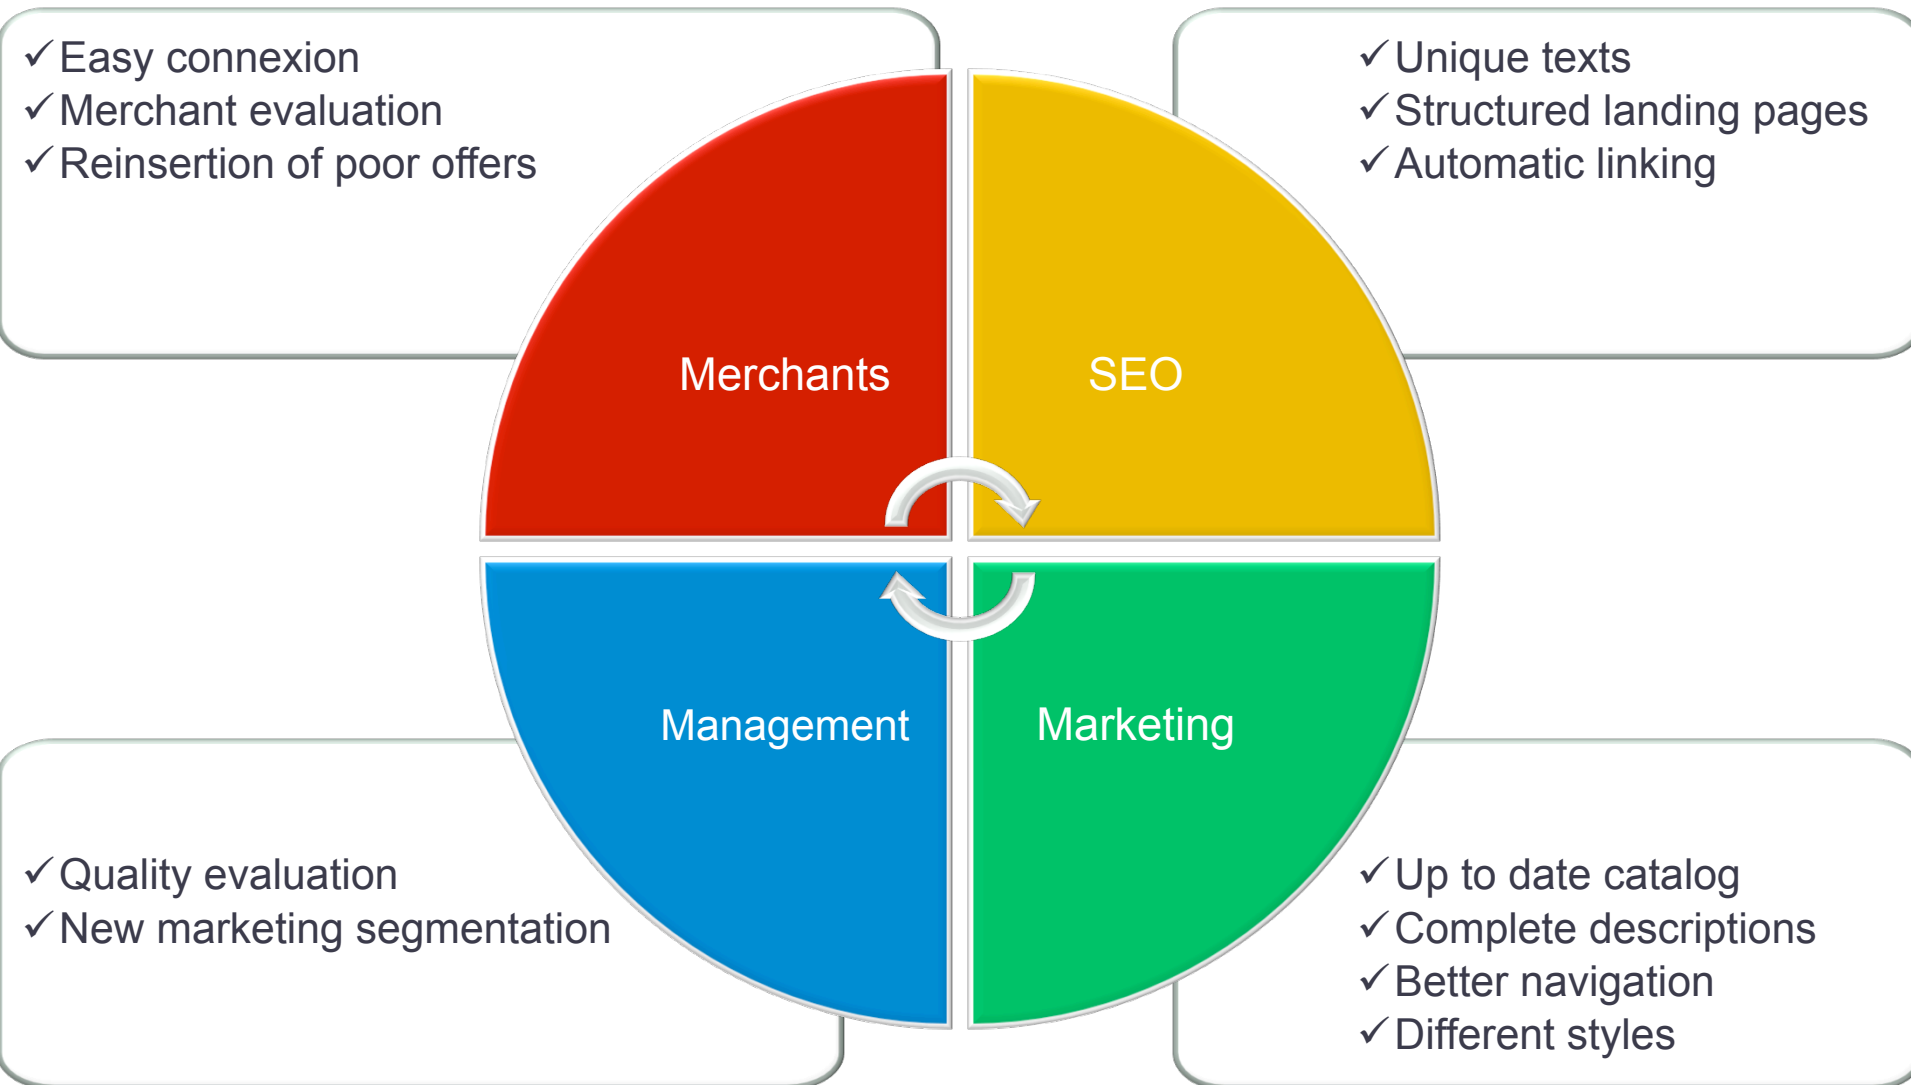 ✓Easy connexion
✓Merchant evaluation
✓Reinsertion of poor offers
✓Unique texts
✓Structured landing pages
✓Automatic linking
Merchants
SEO
Management
Marketing
✓Quality evaluation
✓New marketing segmentation
✓Up to date catalog
✓Complete descriptions
✓Better navigation
✓Different styles